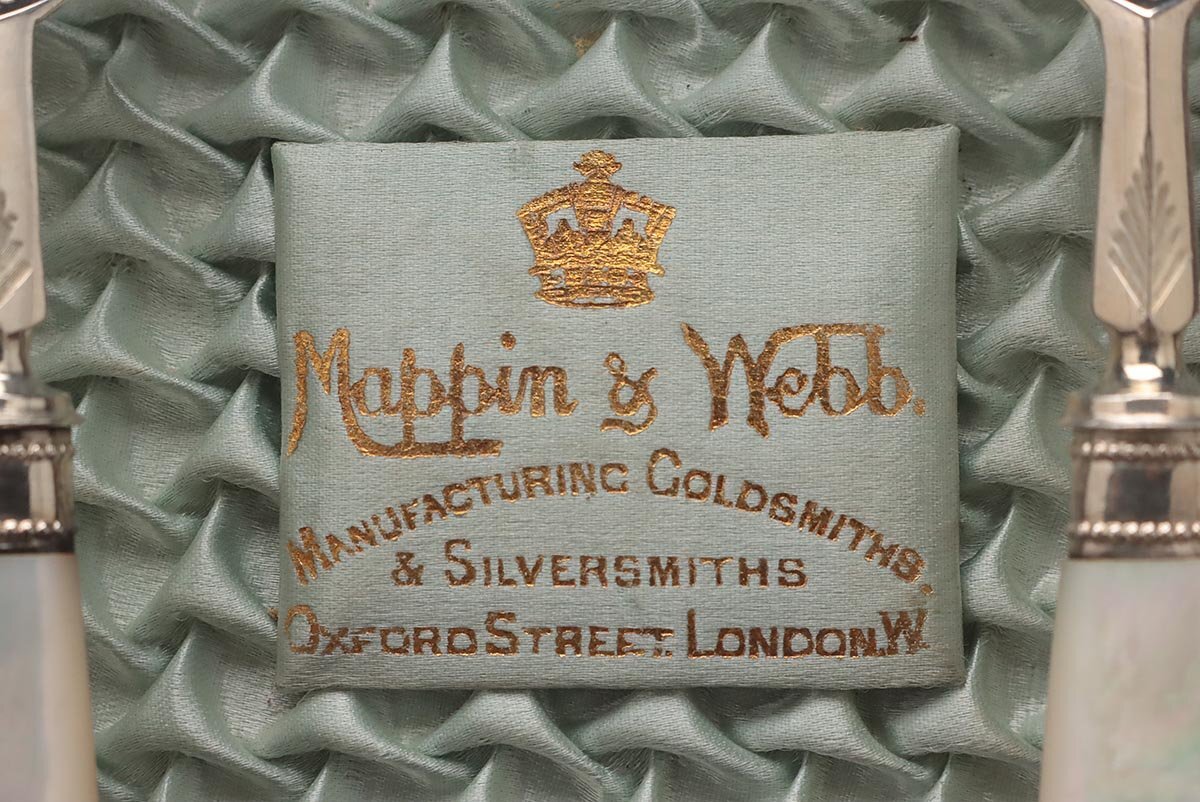 Mappin & Webb.
MANUFACTURING GOLDSMITHS.
& SILVERSMITHS
OXFORD STREET. LONDON.W.